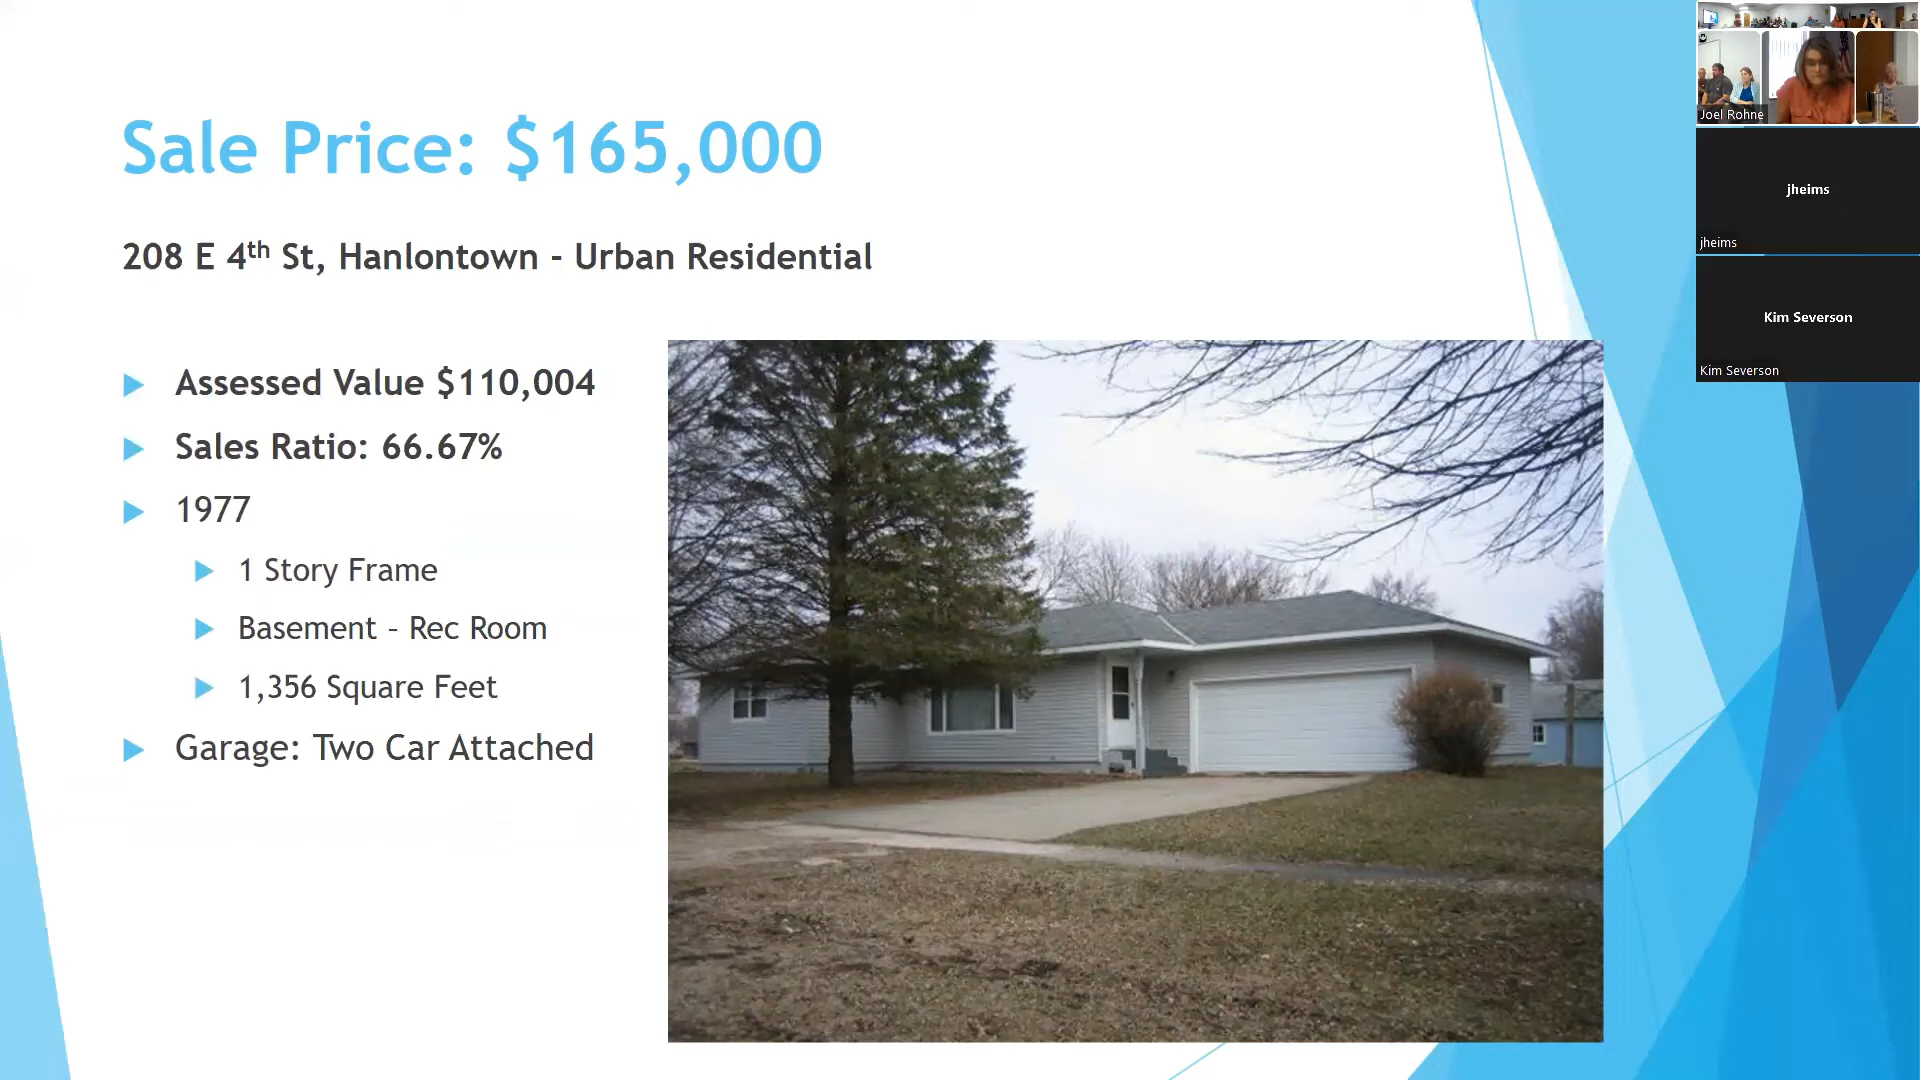 Sale Price: $165,000
208 E 4th St, Hanlontown - Urban Residential
Assessed Value $110,004
Sales Ratio: 66.67%
1977
1 Story Frame
Basement - Rec Room
1,356 Square Feet
Garage: Two Car Attached
Joel Rohne
jheims
jheims
Kim Severson
Kim Severson